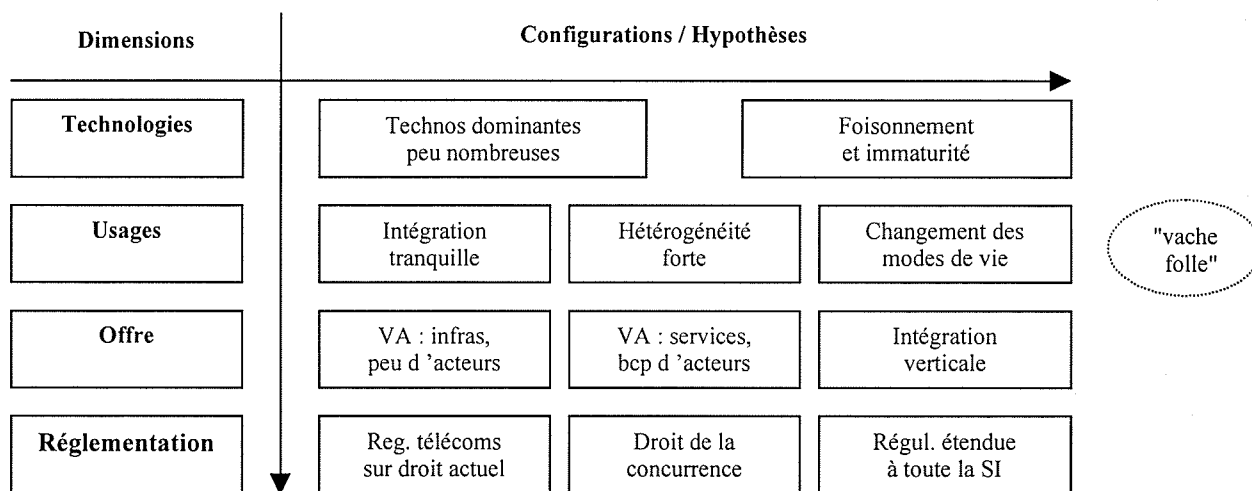 Dimensions
Configurations / Hypothèses
Technologies
Technos dominantes
peu nombreuses
Foisonnement
et immaturité
Usages
Intégration
tranquille
Hétérogénéité
forte
Changement des
modes de vie
"vache
folle"
Offre
VA : infras,
peu d ’acteurs
VA : services,
bcp d ’acteurs
Intégration
verticale
Réglementation
Reg. télécoms
sur droit actuel
Droit de la
concurrence
Régul. étendue
à toute la SI